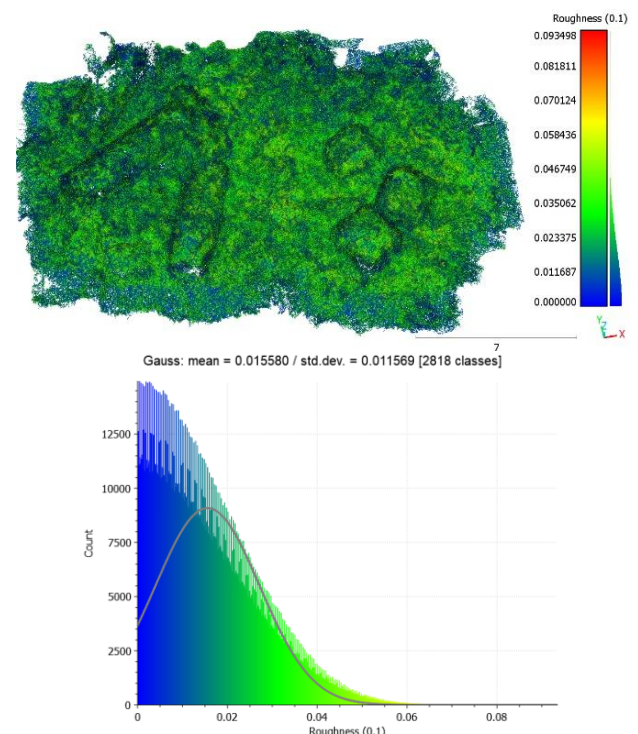 Roughness (0.1)
0.093498
0.081811
0.070124
0.058436
0.046749
0.035062
0.023375
0.011687
0.000000
Y
Z
X
7
Gauss: mean = 0.015580 / std.dev. = 0.011569 [2818 classes]
12500
10000
7500
5000
2500
0
Count
0 0.02 0.04 0.06 0.08
Roughness (0.1)